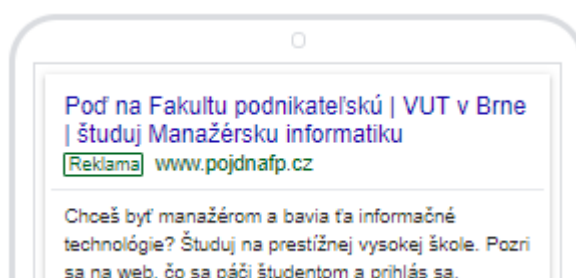 Poď na Fakultu podnikateľskú | VUT v Brne
| študuj Manažérsku informatiku
Reklama www.pojdnafp.cz
Chceš byť manažérom a bavia ťa informačné
technológie? Študuj na prestížnej vysokej škole. Pozri
sa na web, čo sa páči študentom a prihlás sa.